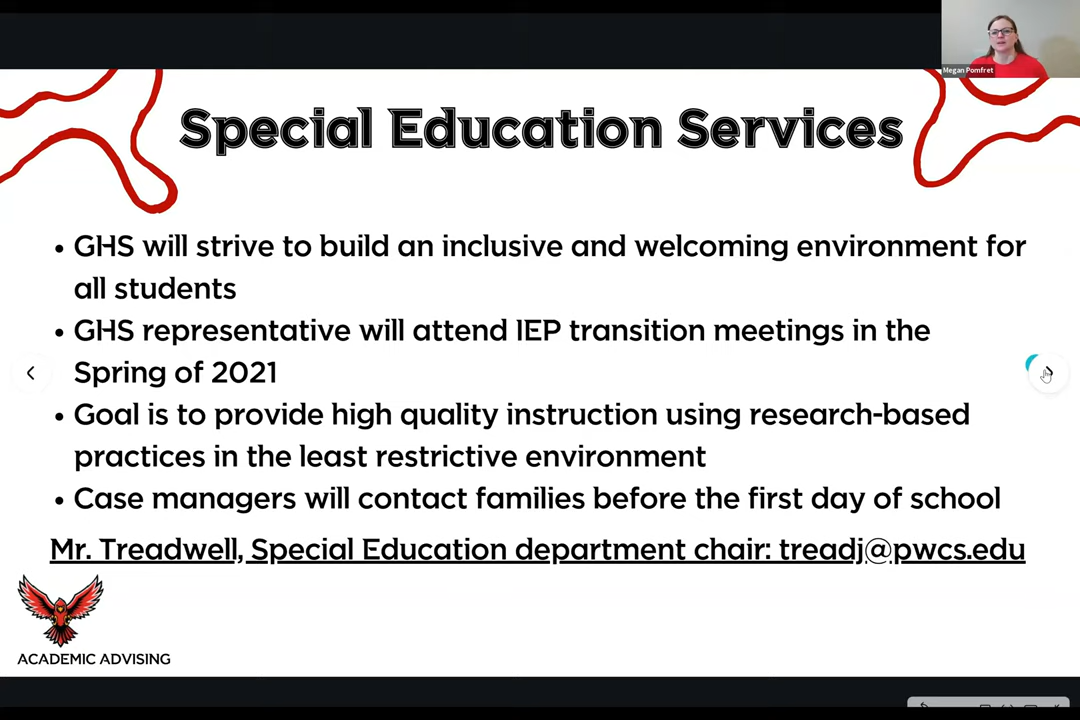 Megan Pomfret
Special Education Services
• GHS will strive to build an inclusive and welcoming environment for
all students
• GHS representative will attend IEP transition meetings in the
Spring of 2021
• Goal is to provide high quality instruction using research-based
practices in the least restrictive environment
• Case managers will contact families before the first day of school
Mr. Treadwell, Special Education department chair: treadj@pwcs.edu
ACADEMIC ADVISING